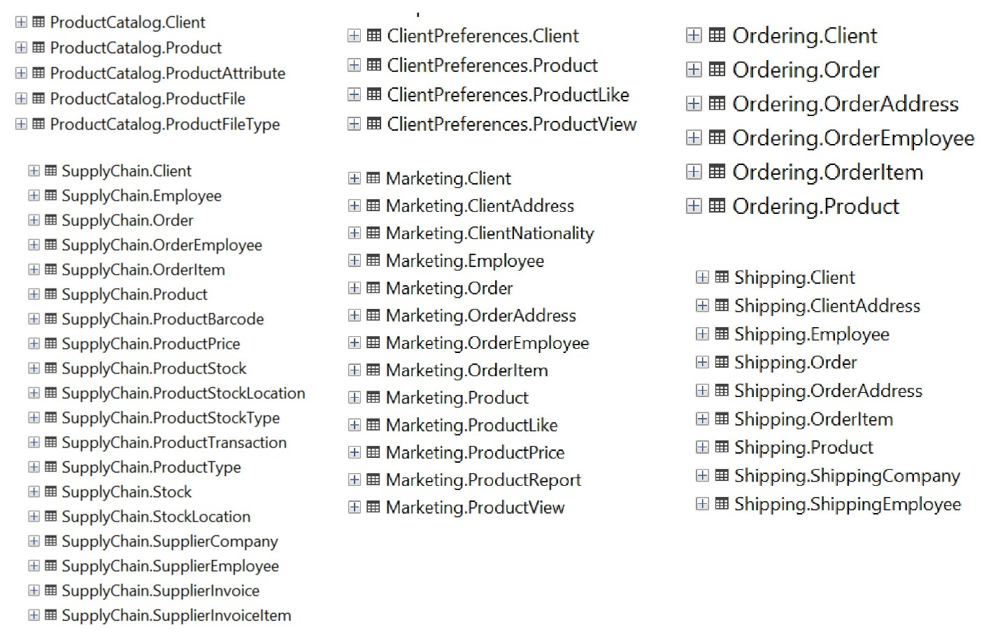 ProductCatalog.Client
ProductCatalog.Product
ProductCatalog.ProductAttribute
ProductCatalog.ProductFile
ProductCatalog.ProductFileType
SupplyChain.Client
SupplyChain.Employee
SupplyChain.Order
SupplyChain.OrderEmployee
SupplyChain.OrderItem
SupplyChain.Product
SupplyChain.ProductBarcode
SupplyChain.ProductPrice
SupplyChain.ProductStock
SupplyChain.ProductStockLocation
SupplyChain.ProductStockType
SupplyChain.ProductTransaction
SupplyChain.ProductType
SupplyChain.Stock
SupplyChain.StockLocation
SupplyChain.SupplierCompany
SupplyChain.SupplierEmployee
SupplyChain.SupplierInvoice
SupplyChain.SupplierInvoiceItem
ClientPreferences.Client
ClientPreferences.Product
ClientPreferences.ProductLike
ClientPreferences.ProductView
Marketing.Client
Marketing.ClientAddress
Marketing.ClientNationality
Marketing.Employee
Marketing.Order
Marketing.OrderAddress
Marketing.OrderEmployee
Marketing.OrderItem
Marketing.Product
Marketing.ProductLike
Marketing.ProductPrice
Marketing.ProductReport
Marketing.ProductView
Ordering.Client
Ordering.Order
Ordering.OrderAddress
Ordering.OrderEmployee
Ordering.OrderItem
Ordering.Product
Shipping.Client
Shipping.ClientAddress
Shipping.Employee
Shipping.Order
Shipping.OrderAddress
Shipping.OrderItem
Shipping.Product
Shipping.ShippingCompany
Shipping.ShippingEmployee